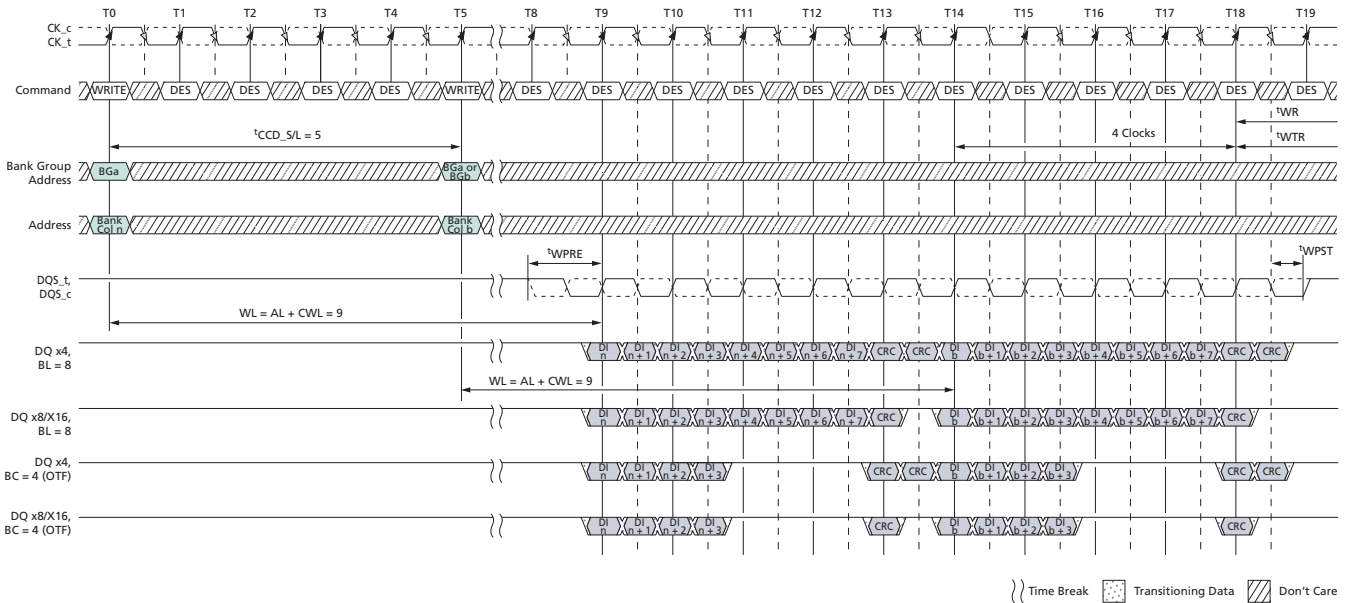 T0 T1 T2 T3 T4 T5 T8 T9 T10 T11 T12 T13 T14 T15 T16 T17 T18 T19
CK_c
CK_t
Command WRITE DES DES DES DES WRITE DES DES DES DES DES DES DES DES DES DES DES DES
tWR
tCCD_S/L = 5 4 Clocks tWTR
Bank Group
Address
BGa
BGa or
BGb
Address
Bank
Col n
Bank
Col b
tWPRE tWPST
DQS_t,
DQS_c
WL = AL + CWL = 9
DQ x4,
BL = 8
DI n DI n + 1 DI n + 2 DI n + 3 DI n + 4 DI n + 5 DI n + 6 DI n + 7 CRC CRC DI b DI b + 1 DI b + 2 DI b + 3 DI b + 4 DI b + 5 DI b + 6 DI b + 7 CRC CRC
WL = AL + CWL = 9
DQ x8/X16,
BL = 8
DI n DI n + 1 DI n + 2 DI n + 3 DI n + 4 DI n + 5 DI n + 6 DI n + 7 CRC DI b DI b + 1 DI b + 2 DI b + 3 DI b + 4 DI b + 5 DI b + 6 DI b + 7 CRC
DQ x4,
BC = 4 (OTF)
DI n DI n + 1 DI n + 2 DI n + 3 CRC CRC DI b DI b + 1 DI b + 2 DI b + 3 CRC CRC
DQ x8/X16,
BC = 4 (OTF)
DI n DI n + 1 DI n + 2 DI n + 3 CRC DI b DI b + 1 DI b + 2 DI b + 3 CRC
Time Break Transitioning Data Don't Care